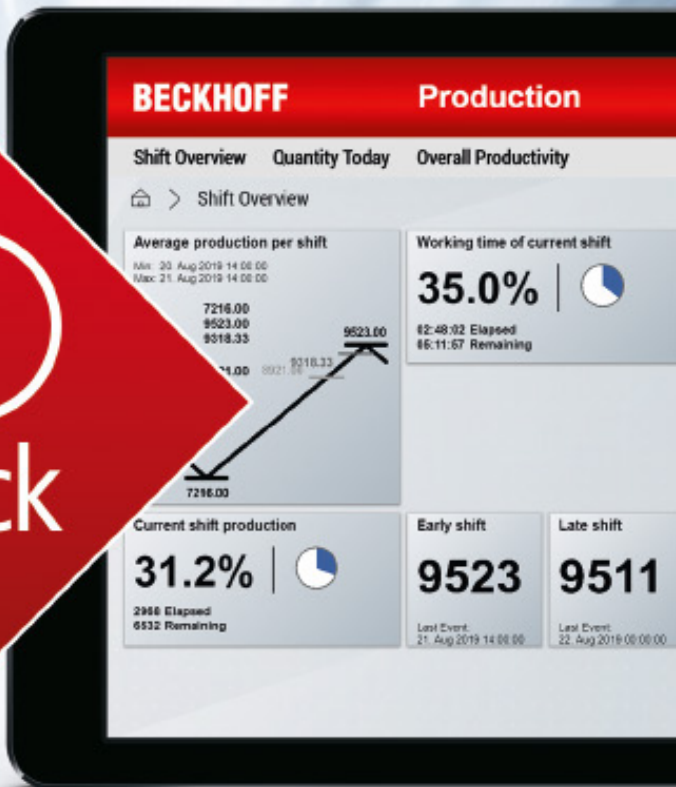 BECKHOFF
Production
Shift Overview Quantity Today Overall Productivity
Shift Overview
Average production per shift
Min: 20. Aug 2019 14:00:00
Max: 21. Aug 2019 14:00:00
7216.00
9523.00
9318.33
9523.00
9318.33
7216.00
Working time of current shift
35.0%
02:48:02 Elapsed
05:11:57 Remaining
Current shift production
31.2%
2968 Elapsed
6532 Remaining
Early shift
9523
Last Event:
21. Aug 2019 14:00:00
Late shift
9511
Last Event:
22. Aug 2019 00:00:00
ck